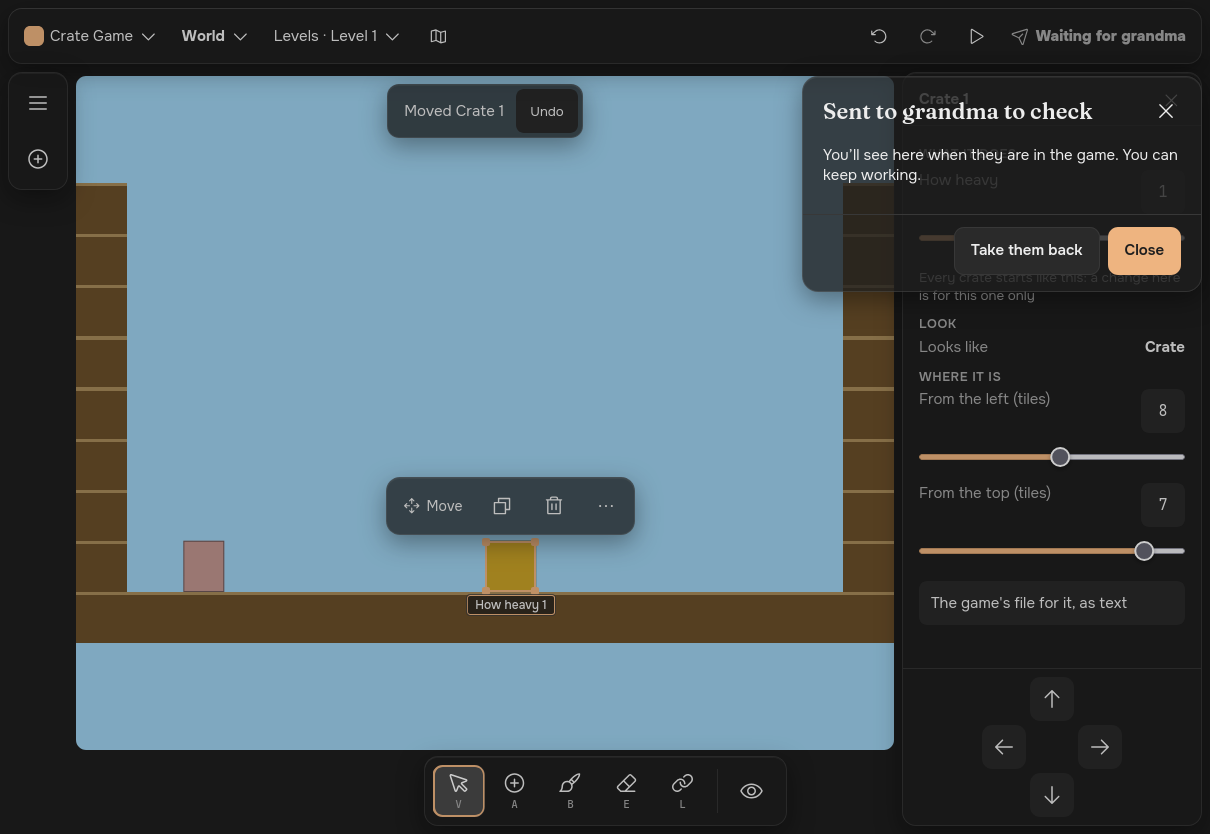 Crate Game
World
Levels · Level 1
Waiting for grandma
Moved Crate 1
Undo
Crate 1
Sent to grandma to check
You'll see here when they are in the game. You can
keep working.
How heavy
1
Take them back
Close
Every crate starts like this: a change here
is for this one only
LOOK
Looks like
Crate
WHERE IT IS
From the left (tiles)
8
From the top (tiles)
7
The game's file for it, as text
Move
How heavy 1
V
A
B
E
L